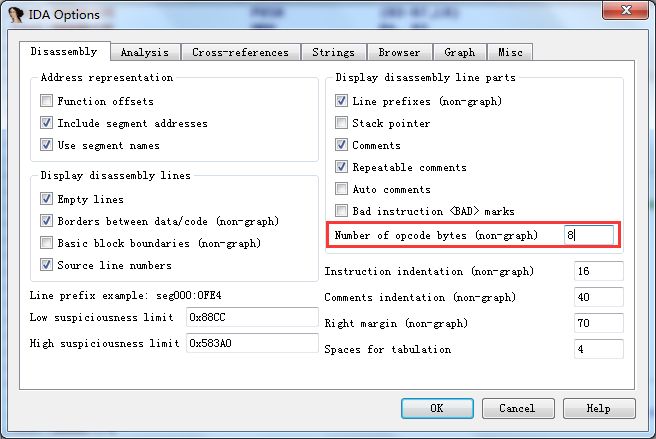 IDA Options
Disassembly Analysis Cross-references Strings Browser Graph Misc
Address representation
Function offsets
Include segment addresses
Use segment names
Display disassembly lines
Empty lines
Borders between data/code (non-graph)
Basic block boundaries (non-graph)
Source line numbers
Line prefix example: seg000:0FE4
Low suspiciousness limit 0x88CC
High suspiciousness limit 0x583A0
Display disassembly line parts
Line prefixes (non-graph)
Stack pointer
Comments
Repeatable comments
Auto comments
Bad instruction <BAD> marks
Number of opcode bytes (non-graph) 8
Instruction indentation (non-graph) 16
Comments indentation (non-graph) 40
Right margin (non-graph) 70
Spaces for tabulation 4
OK Cancel Help